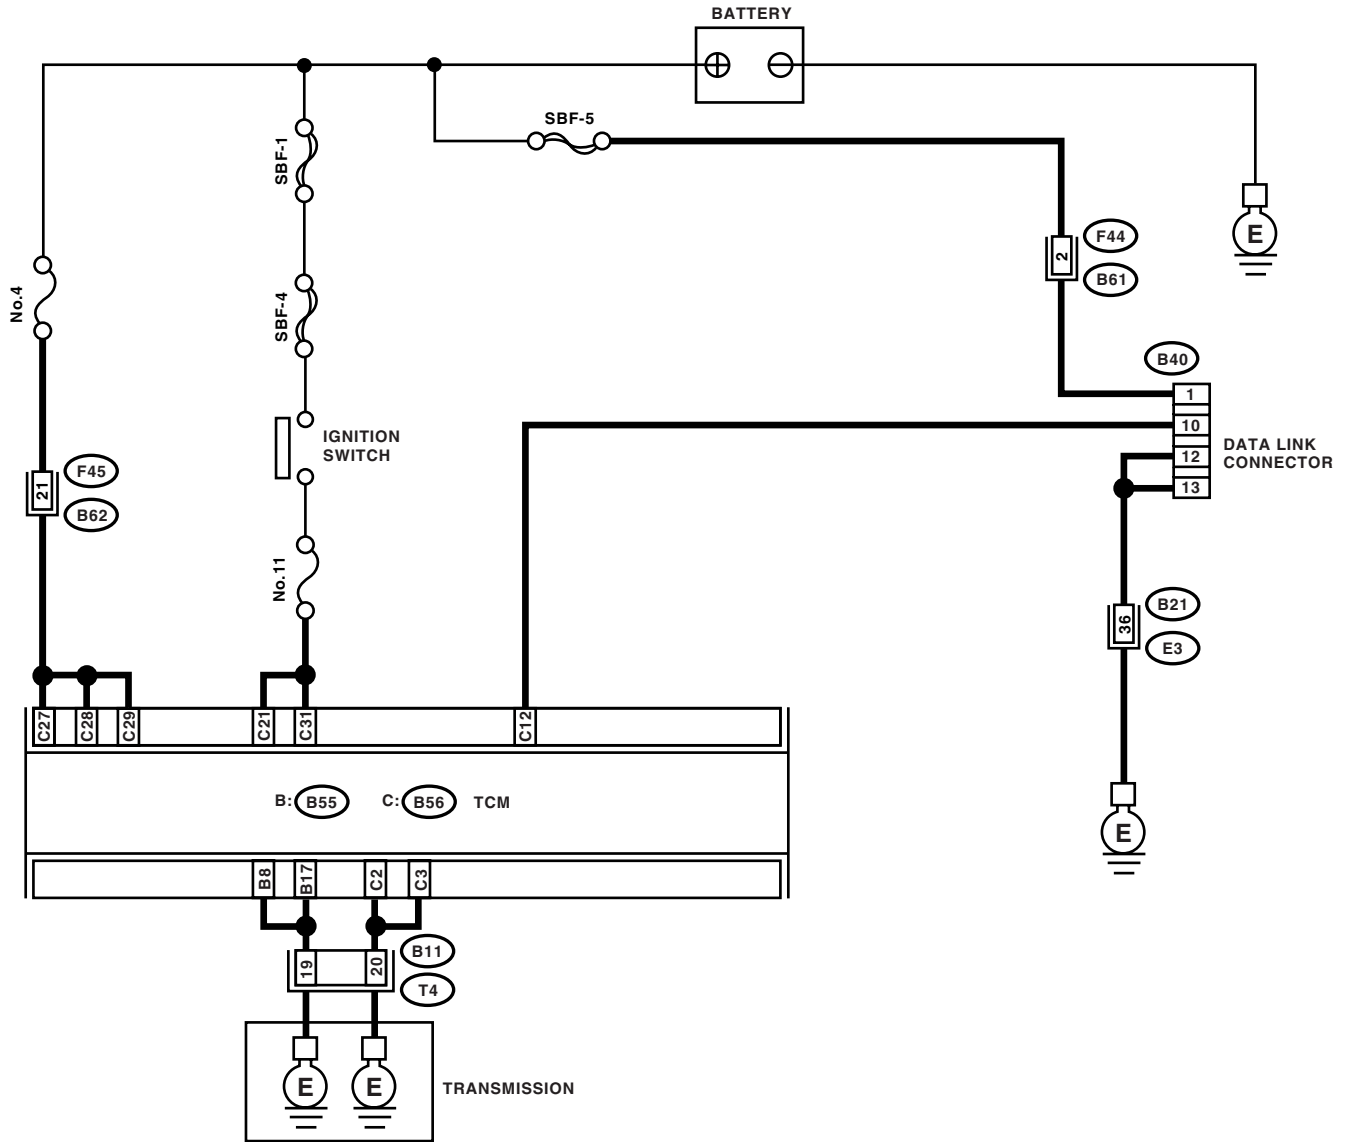 BATTERY
SBF-5
SBF-1
E
F44
2
B61
No.4
SBF-4
B40
1
IGNITION
SWITCH
10
DATA LINK
CONNECTOR
12
13
F45
21
B62
No.11
B21
36
E3
C27
C28
C29
C21
C31
C12
B: B55 C: B56 TCM
E
B8
B17
C2
C3
B11
19
20
T4
E
E
TRANSMISSION